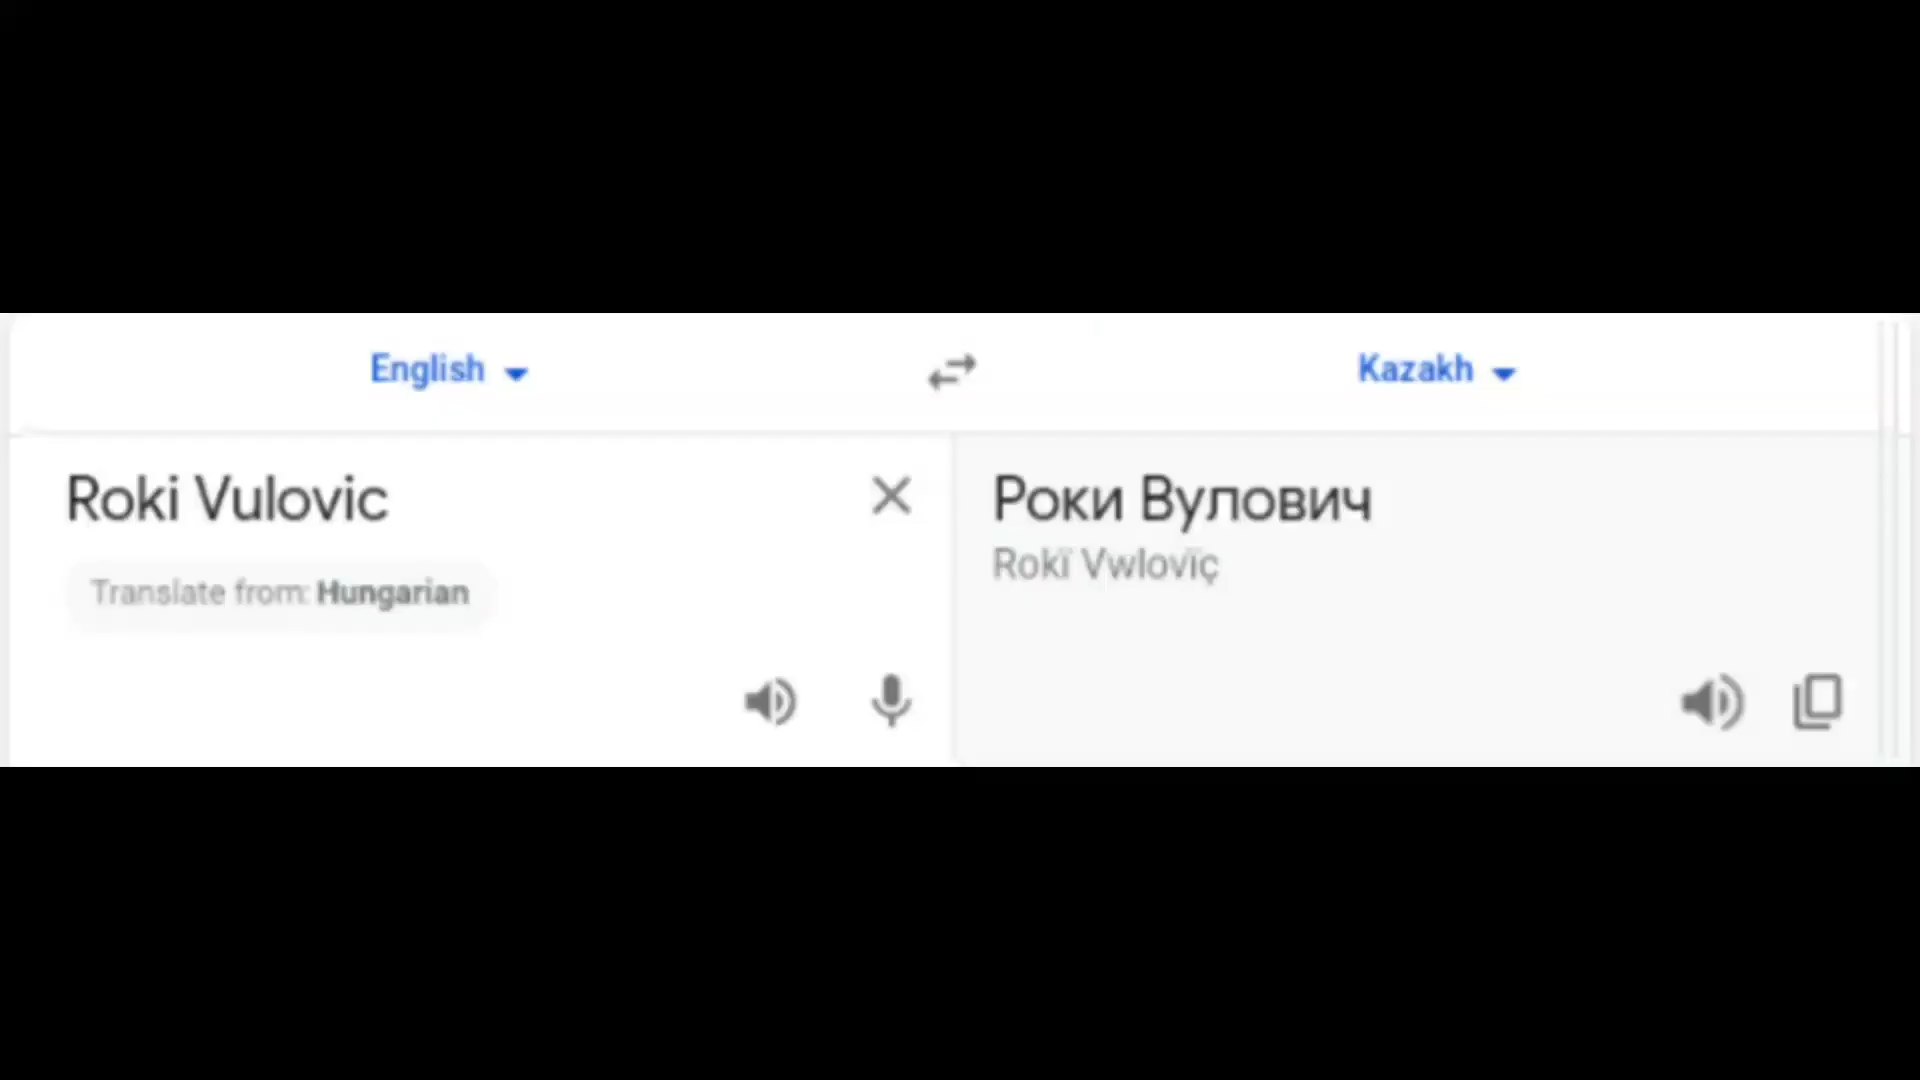 English
Kazakh
Roki Vulovic
Translate from: Hungarian
Роки Вулович
Rokï Vwlovïç